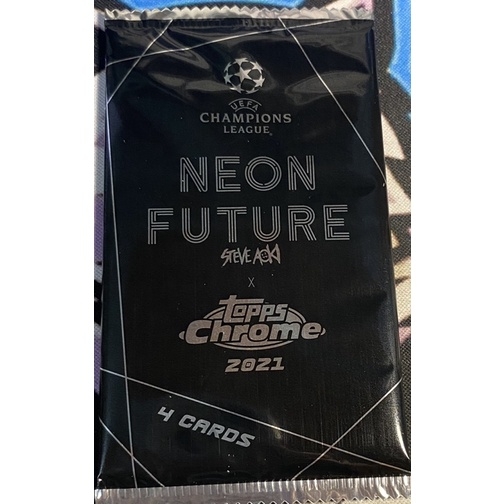 UEFA
CHAMPIONS
LEAGUE
NEON
FUTURE
STEVE AOKI
X
Topps
Chrome
2021
4 CARDS